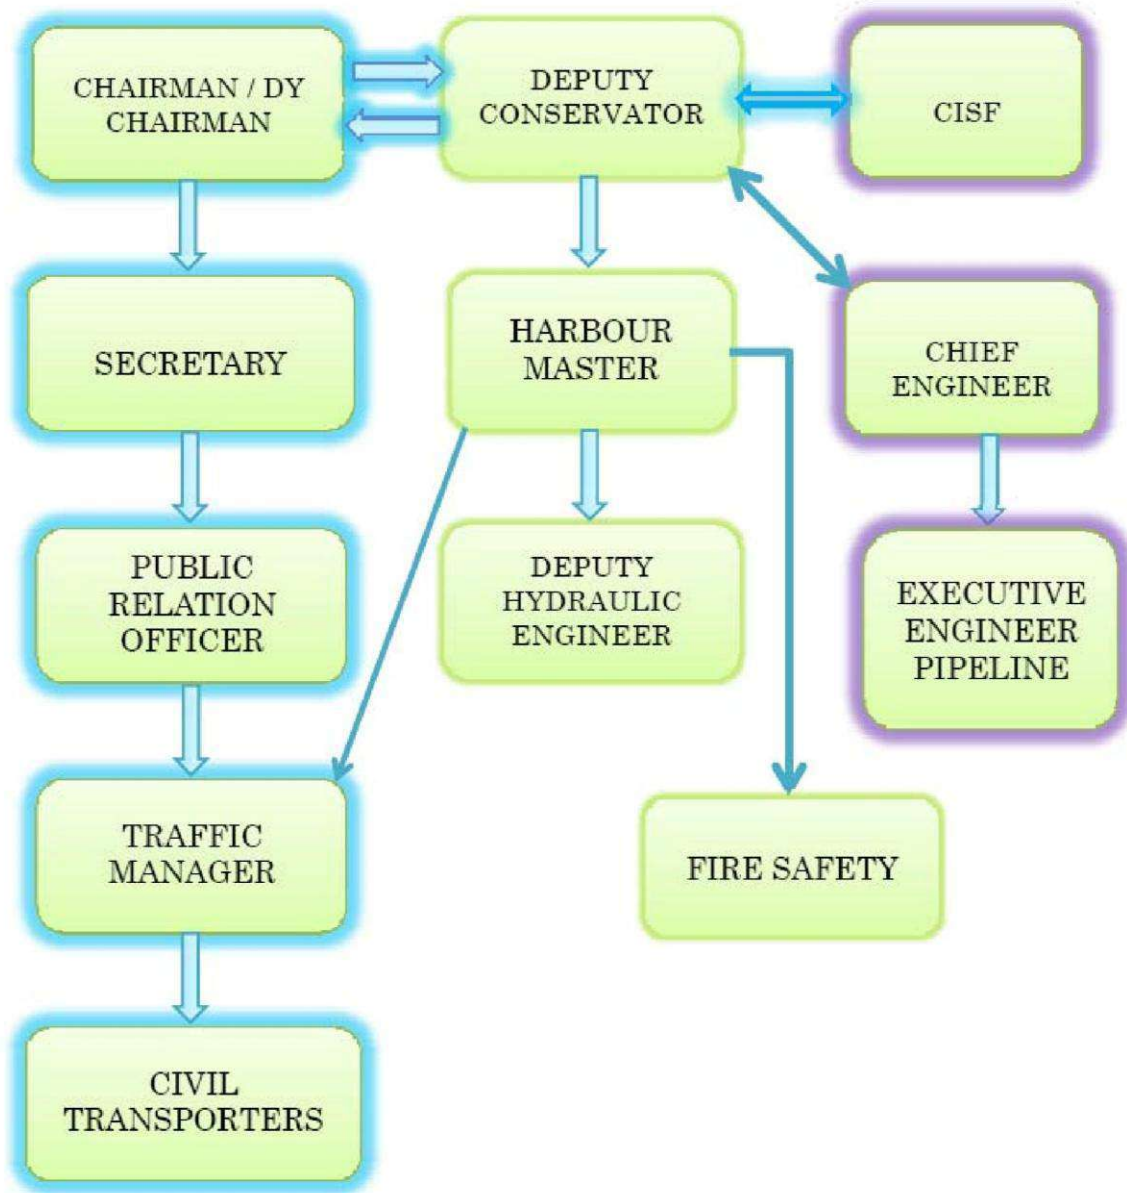 CHAIRMAN / DY
CHAIRMAN
DEPUTY
CONSERVATOR
CISF
SECRETARY
HARBOUR
MASTER
CHIEF
ENGINEER
PUBLIC
RELATION
OFFICER
DEPUTY
HYDRAULIC
ENGINEER
EXECUTIVE
ENGINEER
PIPELINE
TRAFFIC
MANAGER
FIRE SAFETY
CIVIL
TRANSPORTERS